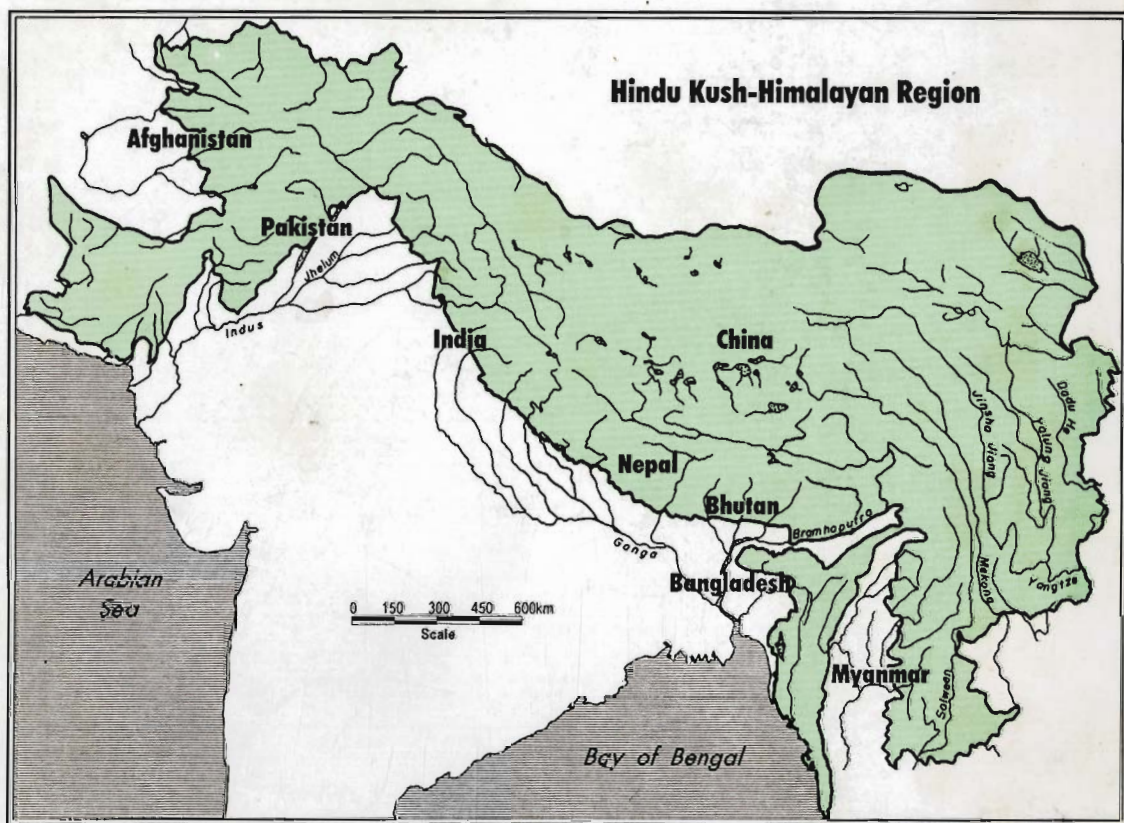 Hindu Kush-Himalayan Region
Afghanistan
Pakistan
Jhelum
Indus
India
China
Jinsha Jiang
Yalung Jiang
Dadu He
Nepal
Bhutan
Bramhaputra
Ganga
Mekong
Yangtze
Bangladesh
Arabian
Sea
0 150 300 450 600km
Scale
Myanmar
Salween
Bay of Bengal